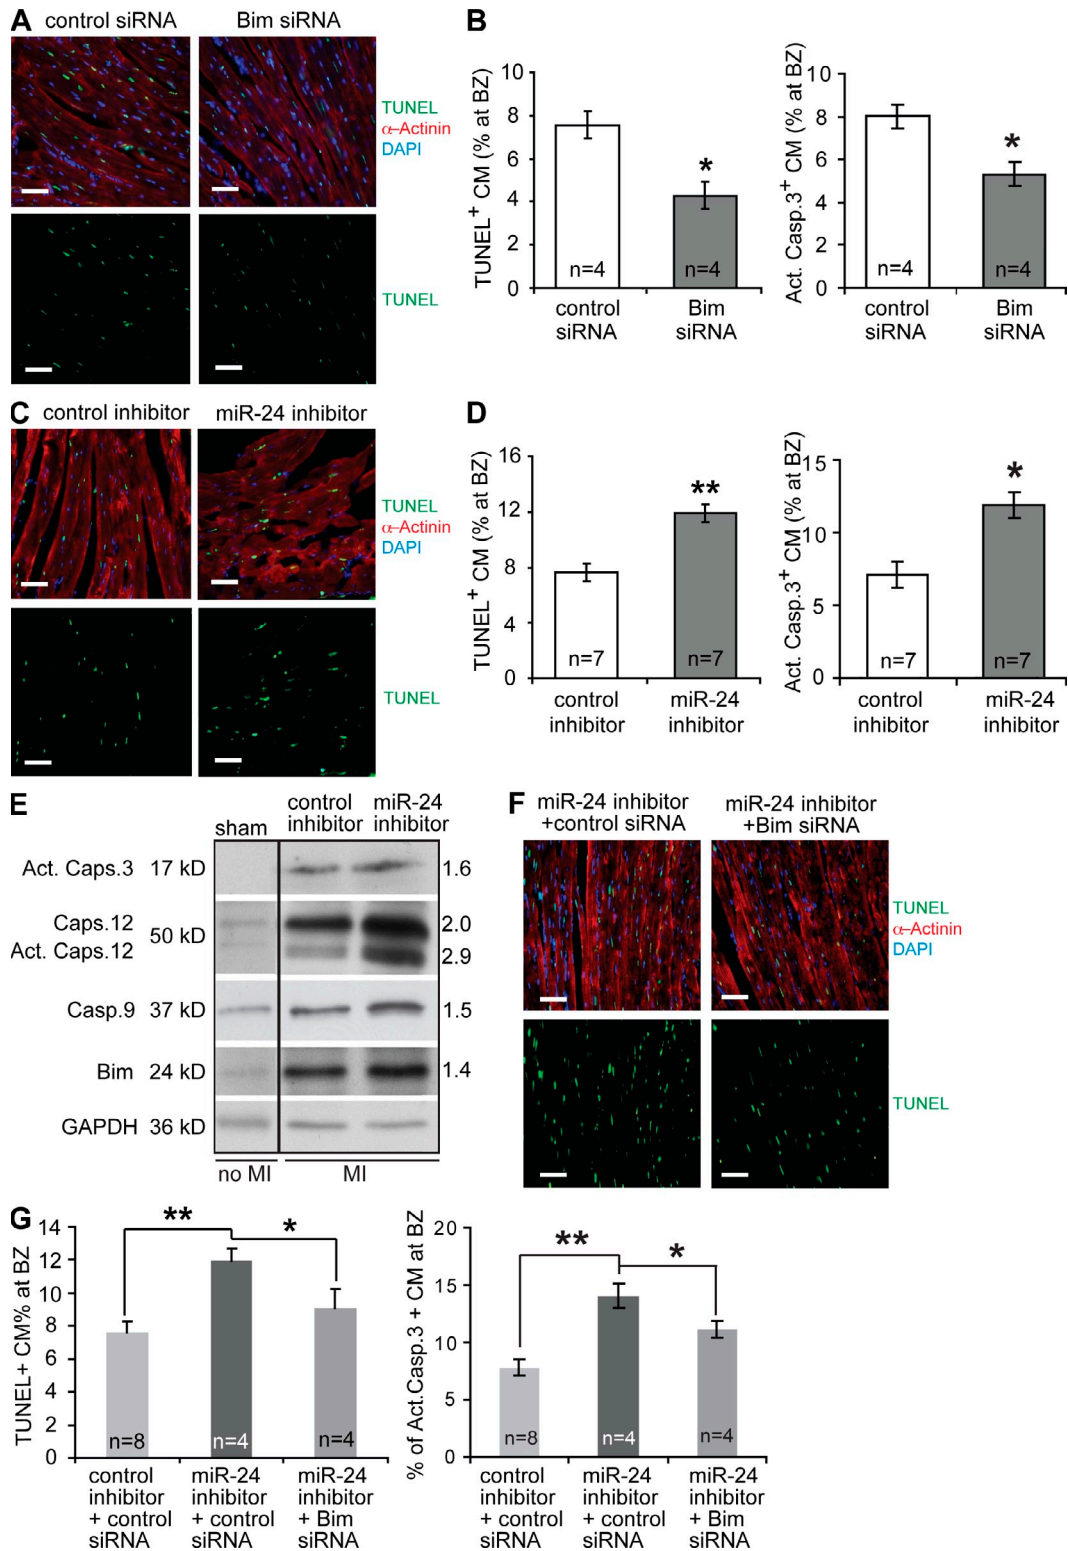 A
control siRNA
Bim siRNA
TUNEL
α-Actinin
DAPI
TUNEL
B
TUNEL+ CM (% at BZ)
10
8
6
4
2
0
*
n=4
n=4
control
siRNA
Bim
siRNA
Act. Casp.3+ CM (% at BZ)
10
8
6
4
2
0
*
n=4
n=4
control
siRNA
Bim
siRNA
C
control inhibitor
miR-24 inhibitor
TUNEL
α-Actinin
DAPI
TUNEL
D
TUNEL+ CM (% at BZ)
16
12
8
4
0
**
n=7
n=7
control
inhibitor
miR-24
inhibitor
Act. Casp.3+ CM (% at BZ)
15
10
5
0
*
n=7
n=7
control
inhibitor
miR-24
inhibitor
E
sham
control
inhibitor
miR-24
inhibitor
Act. Caps.3 17 kD 1.6
Caps.12 2.0
50 kD
Act. Caps.12 2.9
Casp.9 37 kD 1.5
Bim 24 kD 1.4
GAPDH 36 kD
no MI
MI
F
miR-24 inhibitor
+control siRNA
miR-24 inhibitor
+Bim siRNA
TUNEL
α-Actinin
DAPI
TUNEL
G
TUNEL+ CM% at BZ
14
12
10
8
6
4
2
0
**
*
n=8
n=4
n=4
control
inhibitor
+ control
siRNA
miR-24
inhibitor
+ control
siRNA
miR-24
inhibitor
+ Bim
siRNA
% of Act.Casp.3 + CM at BZ
20
15
10
5
0
**
*
n=8
n=4
n=4
control
inhibitor
+ control
siRNA
miR-24
inhibitor
+ control
siRNA
miR-24
inhibitor
+ Bim
siRNA